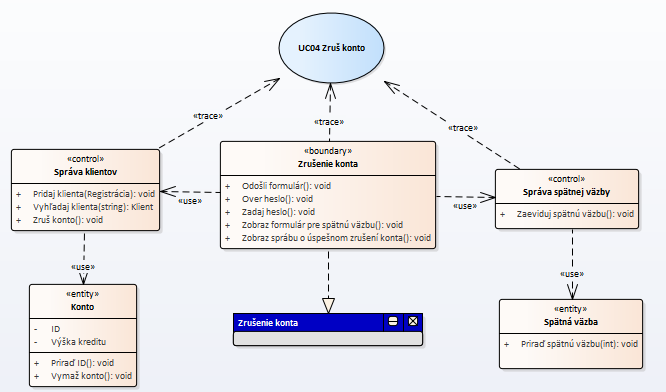 UC04 Zruš konto
«trace»
«trace»
«trace»
«control»
Správa klientov
+ Pridaj klienta(Registrácia): void
+ Vyhľadaj klienta(string): Klient
+ Zruš konto(): void
«boundary»
Zrušenie konta
+ Odošli formulár(): void
+ Over heslo(): void
+ Zadaj heslo(): void
+ Zobraz formulár pre spätnú väzbu(): void
+ Zobraz sprábu o úspešnom zrušení konta(): void
«control»
Správa spätnej väzby
+ Zaeviduj spätnú väzbu(): void
«use»
«use»
«use»
«use»
«entity»
Konto
- ID
- Výška kreditu
+ Priraď ID(): void
+ Vymaž konto(): void
Zrušenie konta
«entity»
Spätná väzba
+ Priraď spätnú väzbu(int): void